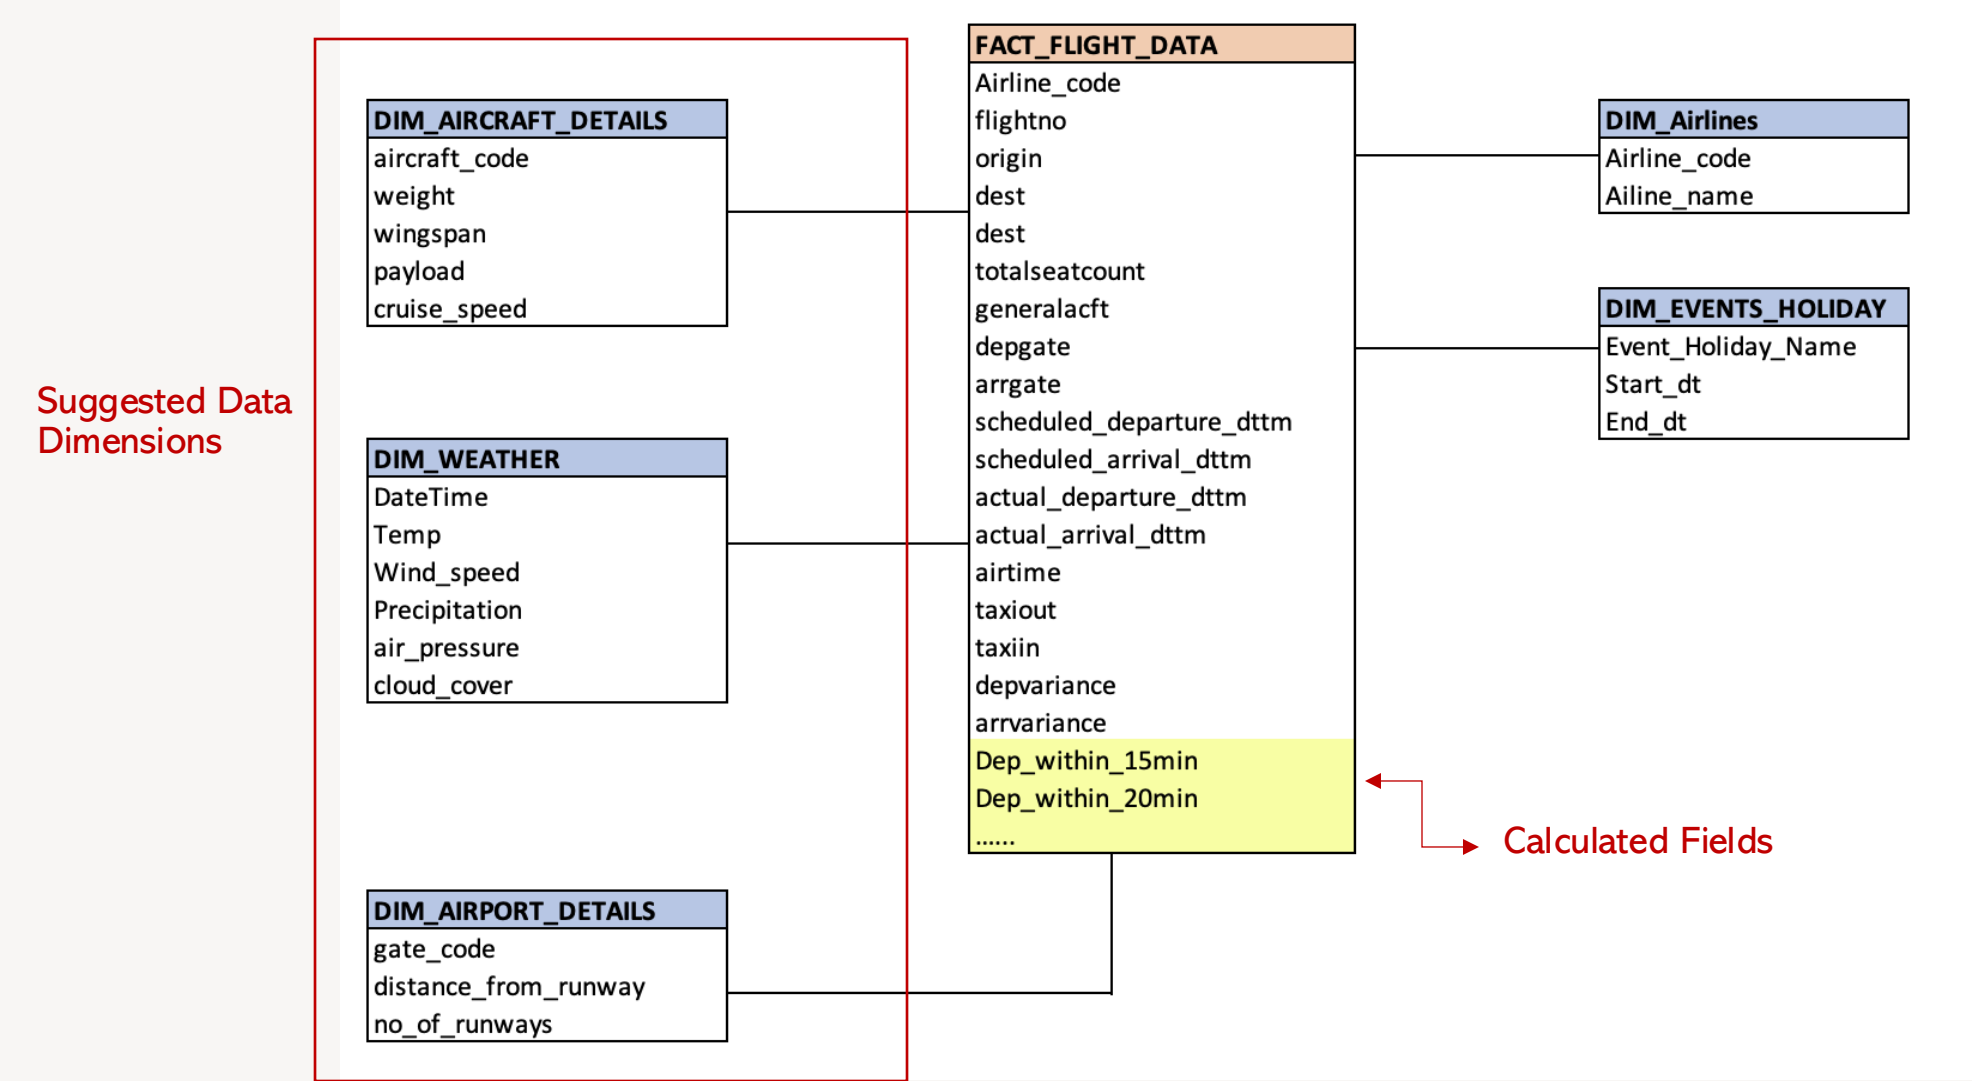 Suggested Data
Dimensions
DIM_AIRCRAFT_DETAILS
aircraft_code
weight
wingspan
payload
cruise_speed
DIM_WEATHER
DateTime
Temp
Wind_speed
Precipitation
air_pressure
cloud_cover
DIM_AIRPORT_DETAILS
gate_code
distance_from_runway
no_of_runways
FACT_FLIGHT_DATA
Airline_code
flightno
origin
dest
dest
totalseatcount
generalacft
depgate
arrgate
scheduled_departure_dttm
scheduled_arrival_dttm
actual_departure_dttm
actual_arrival_dttm
airtime
taxiout
taxiin
depvariance
arrvariance
Dep_within_15min
Dep_within_20min
......
DIM_Airlines
Airline_code
Ailine_name
DIM_EVENTS_HOLIDAY
Event_Holiday_Name
Start_dt
End_dt
Calculated Fields